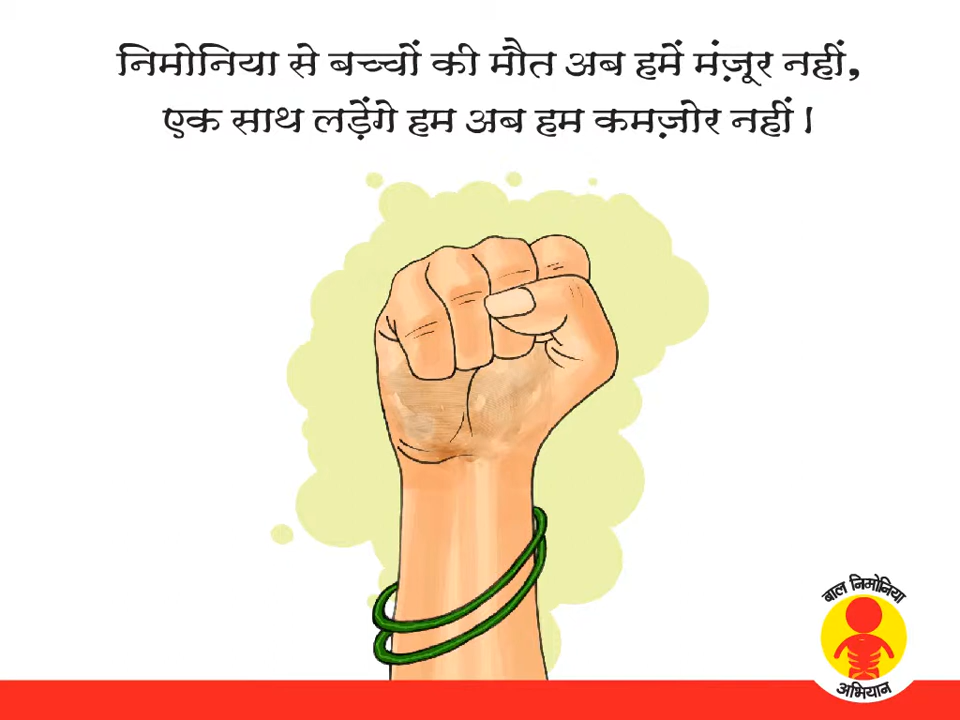 निमोनिया से बच्चों की मौत अब हमें मंज़ूर नहीं,
एक साथ लड़ेंगे हम अब हम कमज़ोर नहीं।
बाल निमोनिया
अभियान